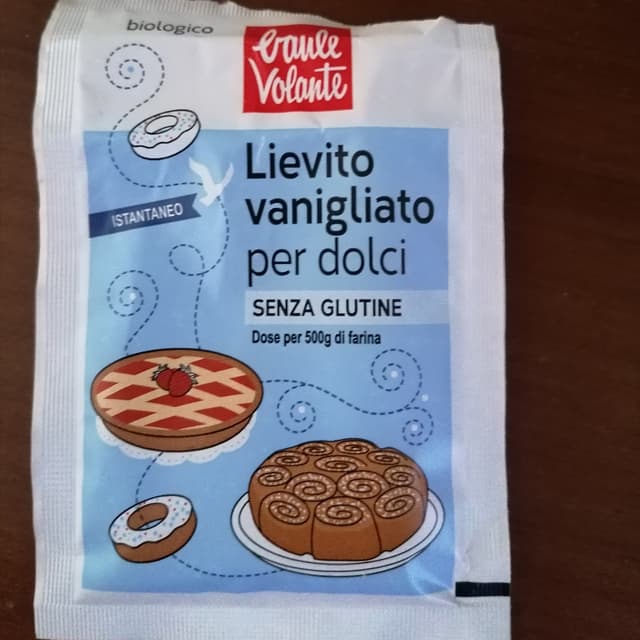 biologico
baule
Volante
Lievito
vanigliato
per dolci
ISTANTANEO
SENZA GLUTINE
Dose per 500g di farina